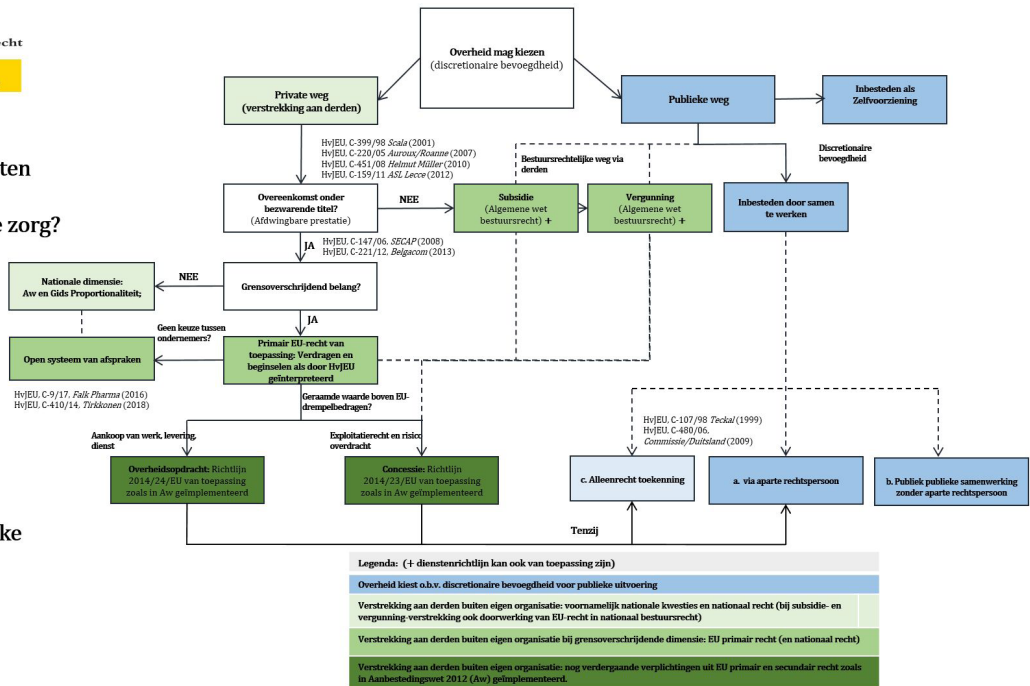 echt
ten
e zorg?
ke
Overheid mag kiezen
(discretionaire bevoegdheid)
Private weg
(verstrekking aan derden)
Publieke weg
Inbesteden als
Zelfvoorziening
HvJEU, C-399/98 Scala (2001)
HvJEU, C-220/05 Auroux/Roanne (2007)
HvJEU, C-451/08 Helmut Müller (2010)
HvJEU, C-159/11 ASL Lecce (2012)
Bestuursrechtelijke weg via
derden
Discretionaire
bevoegdheid
Overeenkomst onder
bezwarende titel?
(Afdwingbare prestatie)
NEE
Subsidie
(Algemene wet
bestuursrecht) +
Vergunning
(Algemene wet
bestuursrecht) +
Inbesteden door samen
te werken
JA
HvJEU, C-147/06, SECAP (2008)
HvJEU, C-221/12, Belgacom (2013)
Nationale dimensie:
Aw en Gids Proportionaliteit;
NEE
Grensoverschrijdend belang?
JA
Geen keuze tussen
ondernemers?
Open systeem van afspraken
Primair EU-recht van
toepassing: Verdragen en
beginselen als door HvJEU
geïnterpreteerd
HvJEU, C-9/17, Falk Pharma (2016)
HvJEU, C-410/14, Tirkkonen (2018)
Geraamde waarde boven EU-
drempelbedragen?
Aankoop van werk, levering,
dienst
Exploitatierecht en risico
overdracht
HvJEU, C-107/98 Teckal (1999)
HvJEU, C-480/06,
Commissie/Duitsland (2009)
Overheidsopdracht: Richtlijn
2014/24/EU van toepassing
zoals in Aw geïmplementeerd
Concessie: Richtlijn
2014/23/EU van toepassing
zoals in Aw geïmplementeerd
c. Alleenrecht toekenning
a. via aparte rechtspersoon
b. Publiek publieke samenwerking
zonder aparte rechtspersoon
Tenzij
Legenda: (+ dienstenrichtlijn kan ook van toepassing zijn)
Overheid kiest o.b.v. discretionaire bevoegdheid voor publieke uitvoering
Verstrekking aan derden buiten eigen organisatie: voornamelijk nationale kwesties en nationaal recht (bij subsidie- en
vergunning-verstrekking ook doorwerking van EU-recht in nationaal bestuursrecht)
Verstrekking aan derden buiten eigen organisatie bij grensoverschrijdende dimensie: EU primair recht (en nationaal recht)
Verstrekking aan derden buiten eigen organisatie: nog verdergaande verplichtingen uit EU primair en secundair recht zoals
in Aanbestedingswet 2012 (Aw) geïmplementeerd.